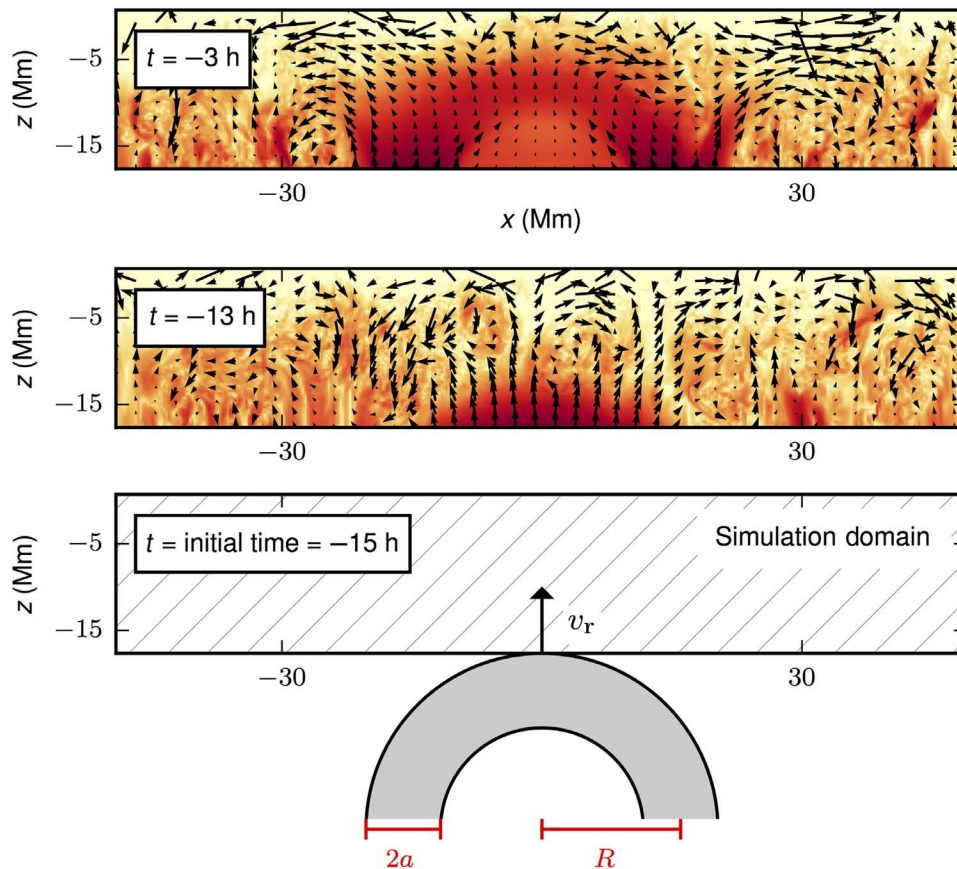 z (Mm)
−5
−15
t = −3 h
−30
30
x (Mm)
z (Mm)
−5
−15
t = −13 h
−30
30
z (Mm)
−5
−15
t = initial time = −15 h
Simulation domain
v_r
−30
30
2a
R